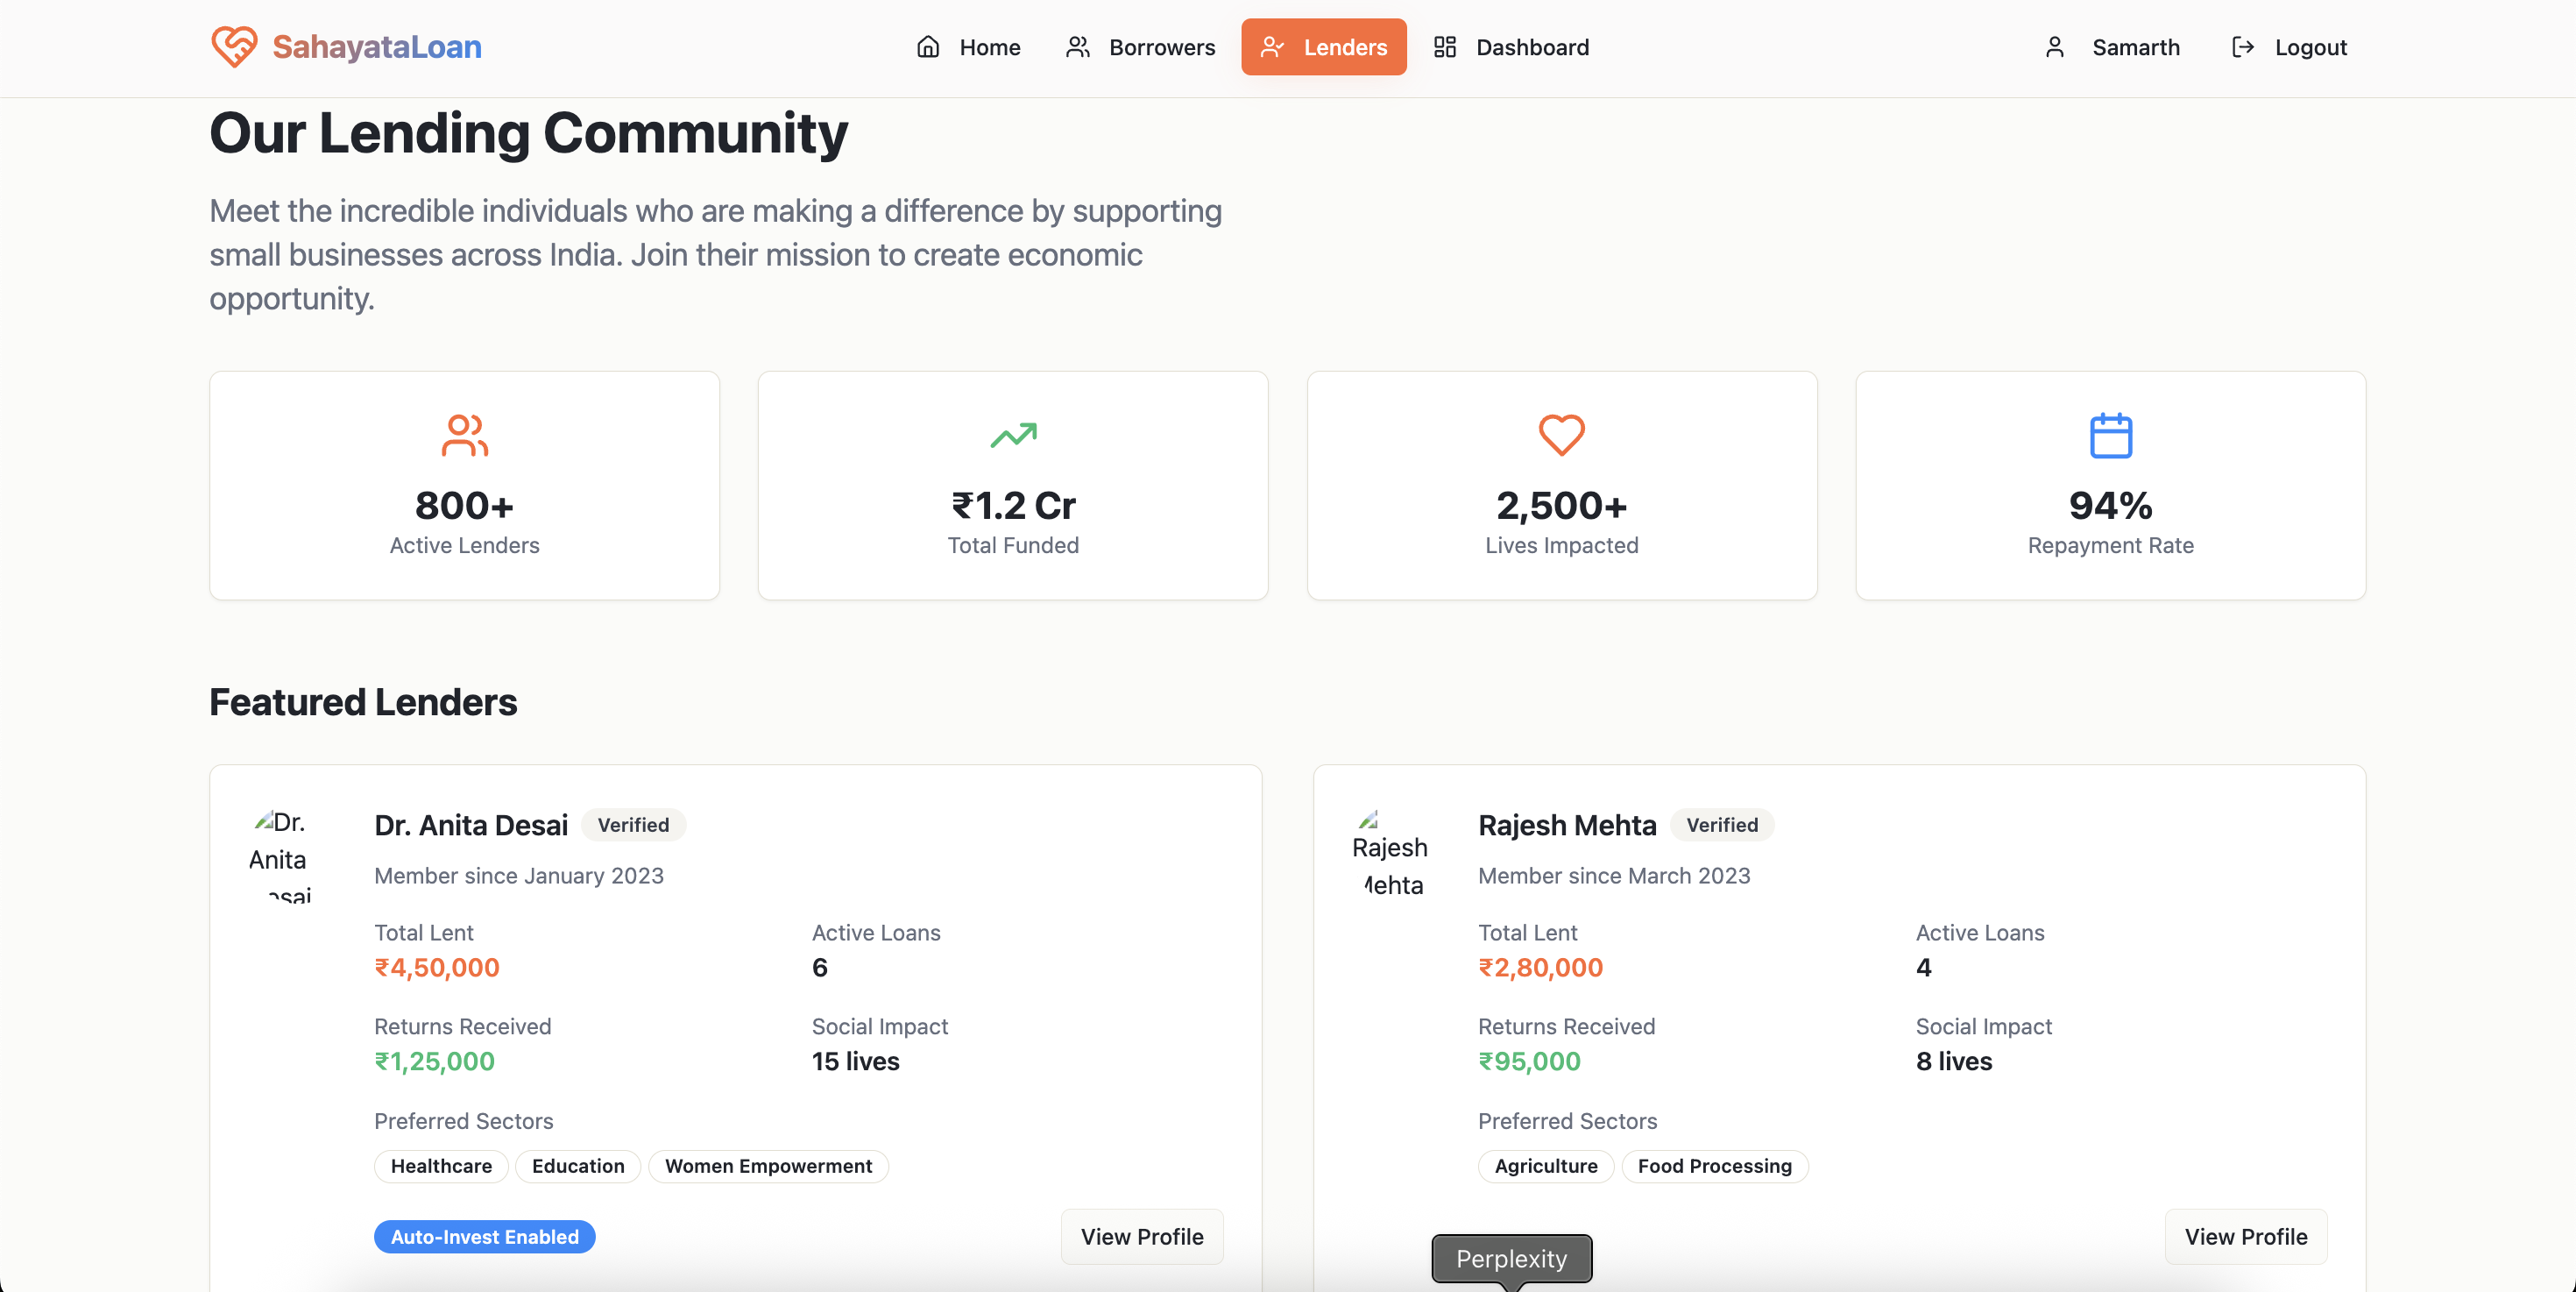 SahayataLoan
Home
Borrowers
Lenders
Dashboard
Samarth
Logout
Our Lending Community
Meet the incredible individuals who are making a difference by supporting
small businesses across India. Join their mission to create economic
opportunity.
800+
Active Lenders
₹1.2 Cr
Total Funded
2,500+
Lives Impacted
94%
Repayment Rate
Featured Lenders
Dr.
Anita
Dr. Anita Desai
Verified
Member since January 2023
Total Lent
₹4,50,000
Active Loans
6
Returns Received
₹1,25,000
Social Impact
15 lives
Preferred Sectors
Healthcare
Education
Women Empowerment
Auto-Invest Enabled
View Profile
Rajesh
Mehta
Rajesh Mehta
Verified
Member since March 2023
Total Lent
₹2,80,000
Active Loans
4
Returns Received
₹95,000
Social Impact
8 lives
Preferred Sectors
Agriculture
Food Processing
View Profile
Perplexity